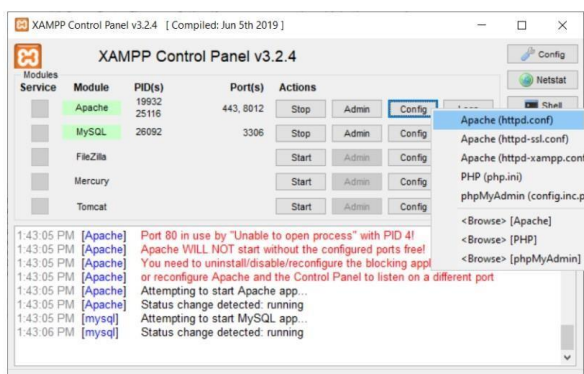 XAMPP Control Panel v3.2.4 [ Compiled: Jun 5th 2019 ]
XAMPP Control Panel v3.2.4
Config
Netstat
Shell
Modules
Service Module PID(s) Port(s) Actions
Apache 19932 25116 443, 8012 Stop Admin Config
MySQL 26092 3306 Stop Admin Config
FileZilla Start Admin Config
Mercury Start Admin Config
Tomcat Start Admin Config
Apache (httpd.conf)
Apache (httpd-ssl.conf)
Apache (httpd-xampp.conf
PHP (php.ini)
phpMyAdmin (config.inc.p
<Browse> [Apache]
<Browse> [PHP]
<Browse> [phpMyAdmin]
1:43:05 PM [Apache] Port 80 in use by "Unable to open process" with PID 4!
1:43:05 PM [Apache] Apache WILL NOT start without the configured ports free!
1:43:05 PM [Apache] You need to uninstall/disable/reconfigure the blocking appl
1:43:05 PM [Apache] or reconfigure Apache and the Control Panel to listen on a different port
1:43:05 PM [Apache] Attempting to start Apache app...
1:43:05 PM [Apache] Status change detected: running
1:43:06 PM [mysql] Attempting to start MySQL app...
1:43:06 PM [mysql] Status change detected: running